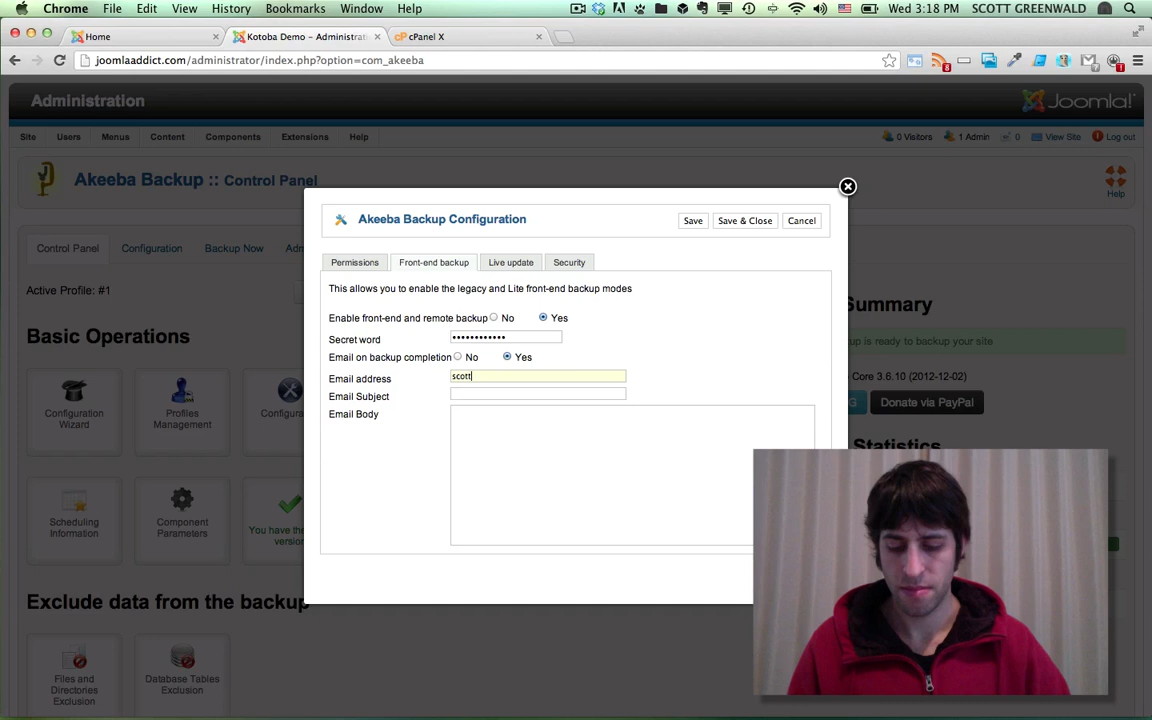 Chrome File Edit View History Bookmarks Window Help Wed 3:18 PM SCOTT GREENWALD
Home Kotoba Demo – Administrat cPanel X
joomlaaddict.com/administrator/index.php?option=com_akeeba 8 7 1
Administration Joomla!
Site Users Menus Content Components Extensions Help 0 Visitors 1 Admin 0 View Site Log out
Akeeba Backup :: Control Panel Help
Akeeba Backup Configuration Save Save & Close Cancel
Control Panel Configuration Backup Now
Permissions Front-end backup Live update Security
Active Profile: #1
This allows you to enable the legacy and Lite front-end backup modes
Summary
Enable front-end and remote backup No Yes
Secret word ••••••••••••
is ready to backup your site
Basic Operations
Email on backup completion No Yes
Email address scott
Core 3.6.10 (2012-12-02)
Email Subject
Donate via PayPal
Email Body
Configuration Wizard
Profiles Management
Statistics
Scheduling Information
Component Parameters
You have the
Exclude data from the backup
Files and Directories Exclusion
Database Tables Exclusion